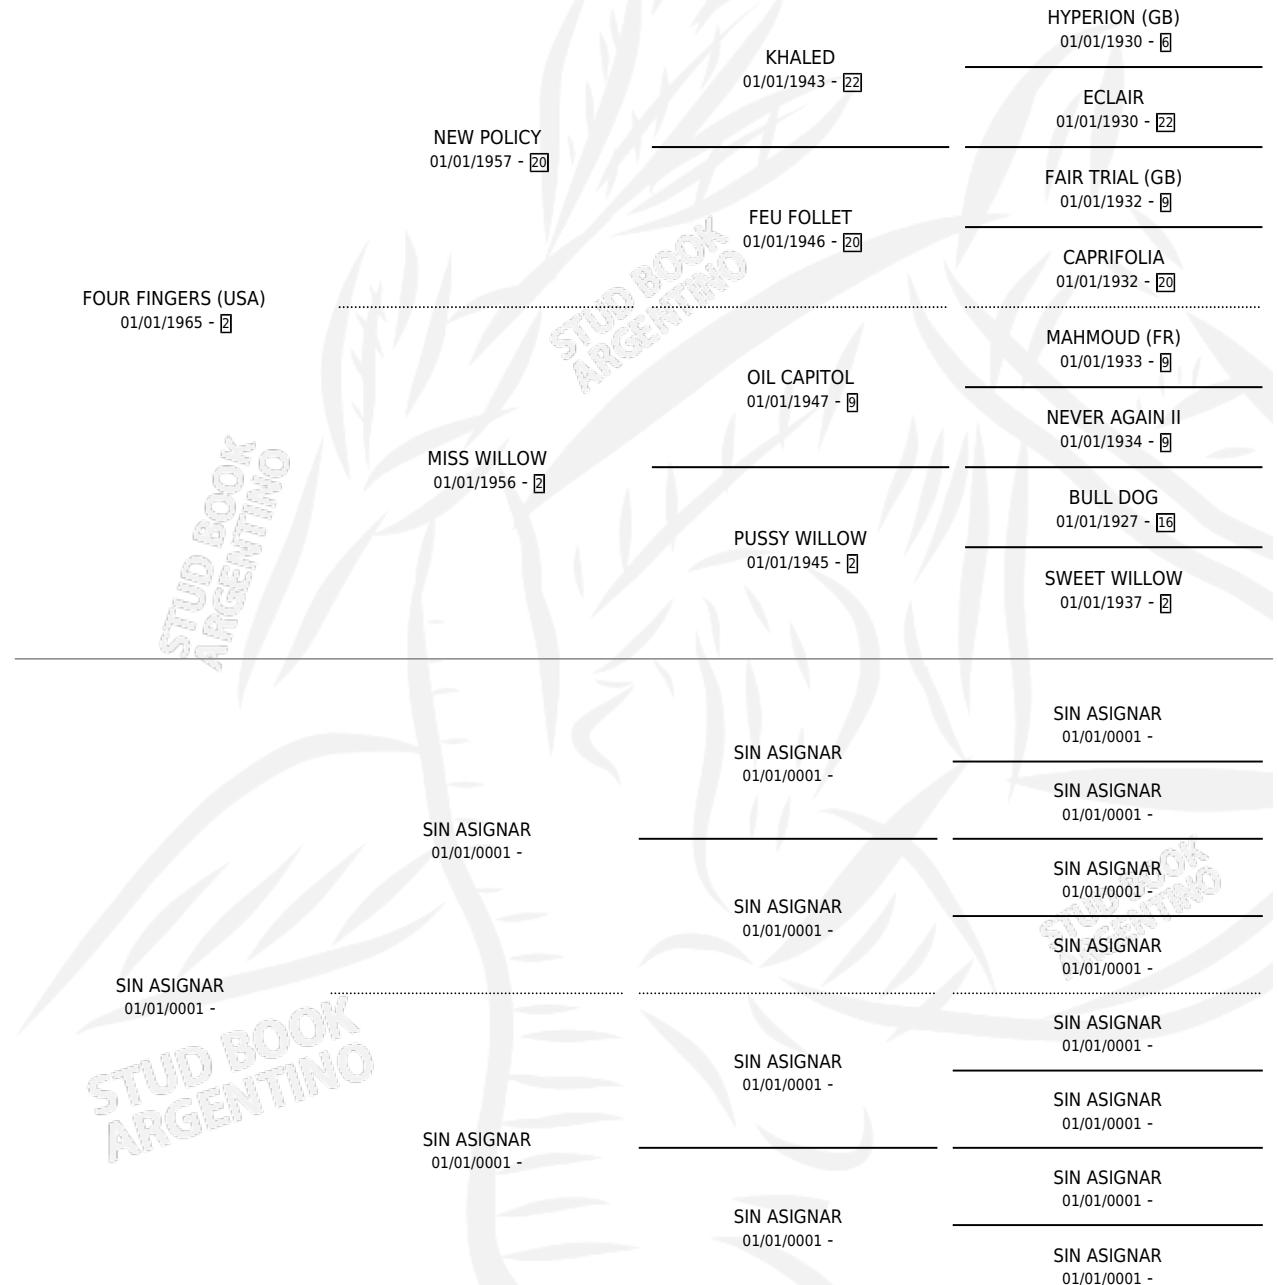 HYPERION (GB)
01/01/1930 - 6
KHALED
01/01/1943 - 22
ECLAIR
01/01/1930 - 22
NEW POLICY
01/01/1957 - 20
FAIR TRIAL (GB)
01/01/1932 - 9
FEU FOLLET
01/01/1946 - 20
CAPRIFOLIA
01/01/1932 - 20
FOUR FINGERS (USA)
01/01/1965 - 2
MAHMOUD (FR)
01/01/1933 - 9
OIL CAPITOL
01/01/1947 - 9
NEVER AGAIN II
01/01/1934 - 9
MISS WILLOW
01/01/1956 - 2
BULL DOG
01/01/1927 - 16
PUSSY WILLOW
01/01/1945 - 2
SWEET WILLOW
01/01/1937 - 2
STUD BOOK
ARGENTINO
STUD BOOK
ARGENTINO
SIN ASIGNAR
01/01/0001 -
SIN ASIGNAR
01/01/0001 -
SIN ASIGNAR
01/01/0001 -
SIN ASIGNAR
01/01/0001 -
SIN ASIGNAR
01/01/0001 -
SIN ASIGNAR
01/01/0001 -
SIN ASIGNAR
01/01/0001 -
SIN ASIGNAR
01/01/0001 -
SIN ASIGNAR
01/01/0001 -
SIN ASIGNAR
01/01/0001 -
SIN ASIGNAR
01/01/0001 -
SIN ASIGNAR
01/01/0001 -
SIN ASIGNAR
01/01/0001 -
SIN ASIGNAR
01/01/0001 -
SIN ASIGNAR
01/01/0001 -
STUD BOOK
ARGENTINO
STUD BOOK
ARGENTINO